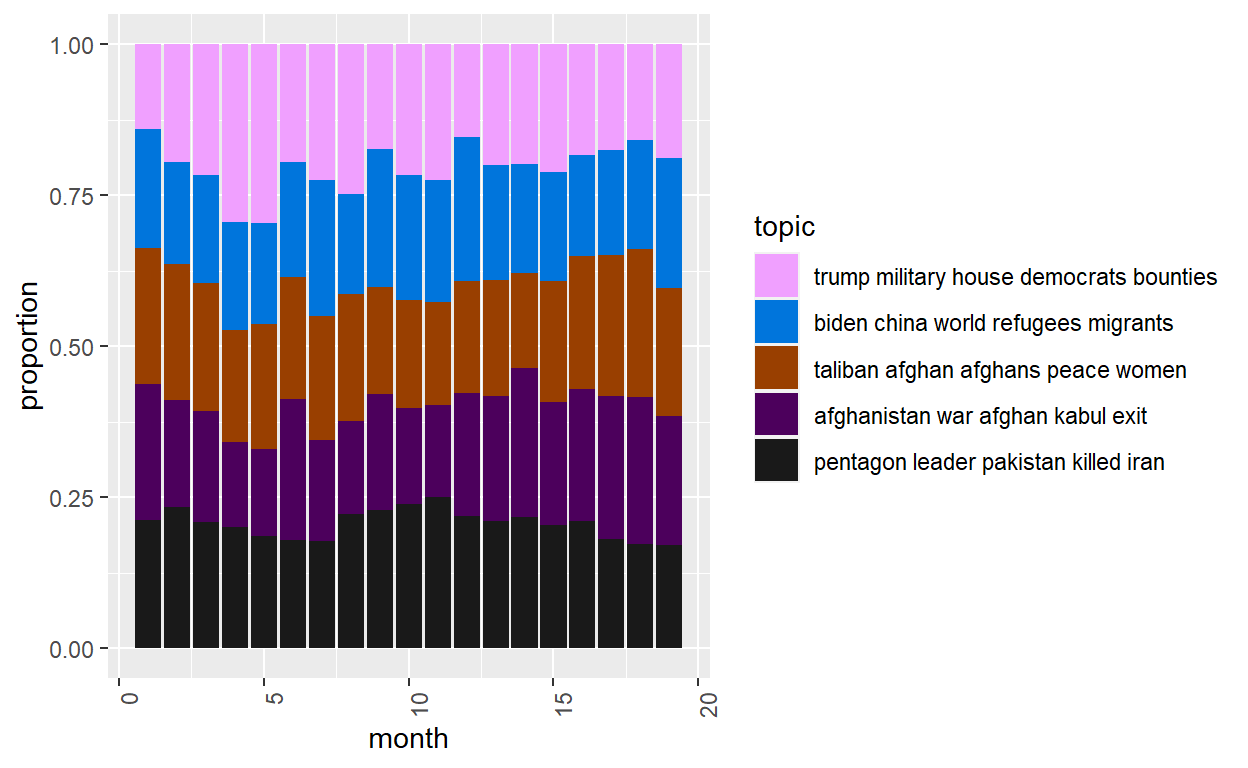 1.00
0.75
0.50
0.25
0.00
proportion
0
5
10
15
20
month
topic
trump military house democrats bounties
biden china world refugees migrants
taliban afghan afghans peace women
afghanistan war afghan kabul exit
pentagon leader pakistan killed iran